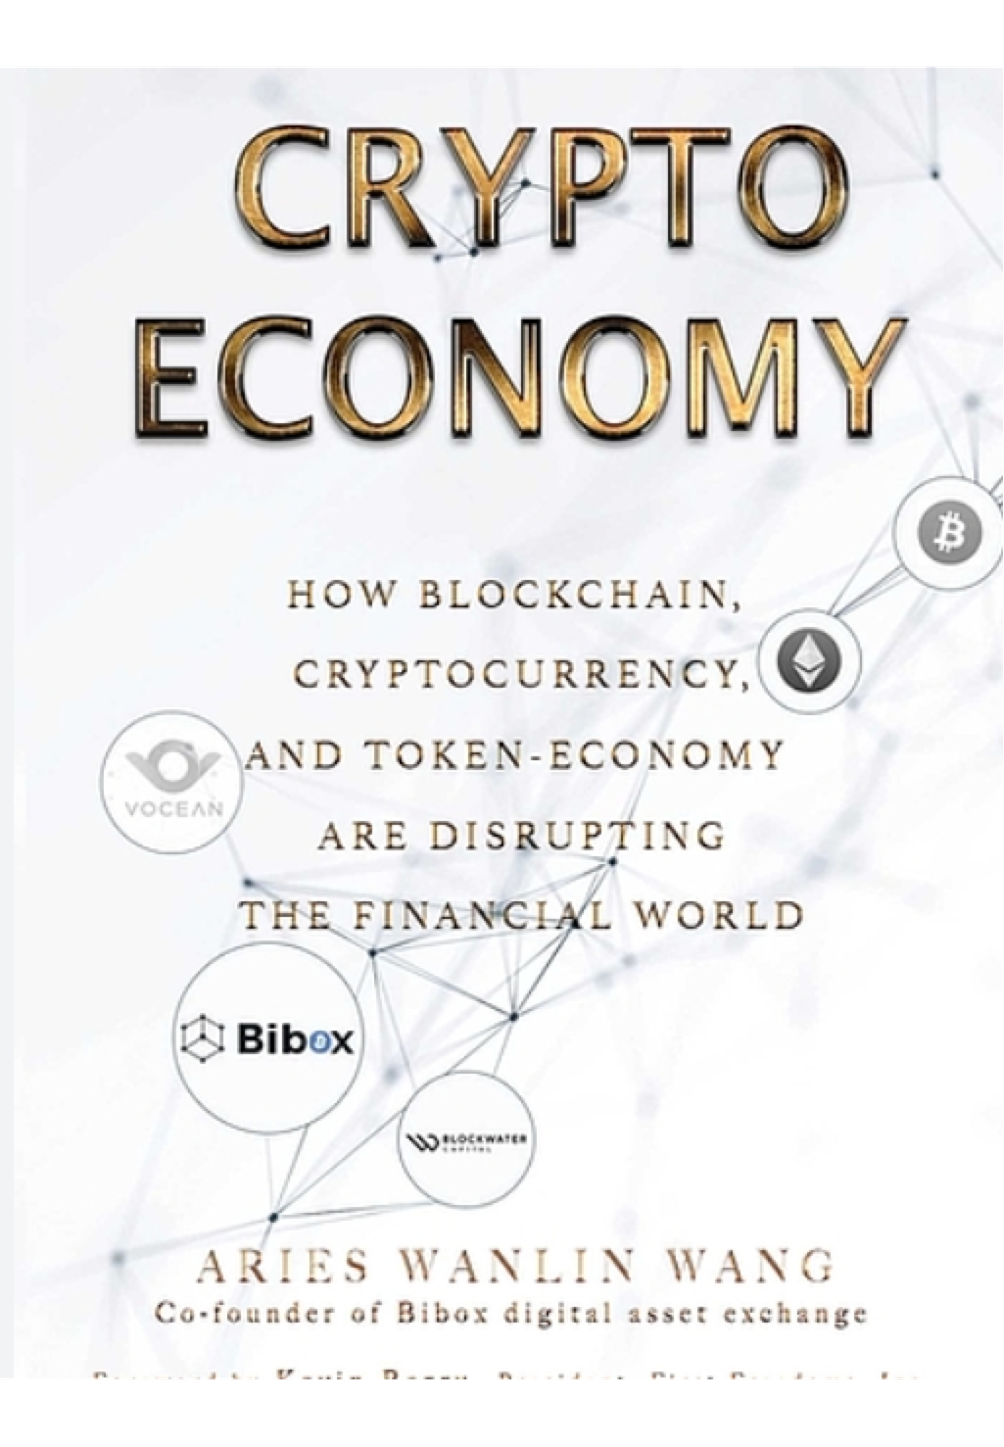 CRYPTO
ECONOMY
HOW BLOCKCHAIN,
CRYPTOCURRENCY,
AND TOKEN-ECONOMY
VOCEAN
ARE DISRUPTING
THE FINANCIAL WORLD
Bibox
BLOCKWATER
CAPITAL
ARIES WANLIN WANG
Co-founder of Bibox digital asset exchange